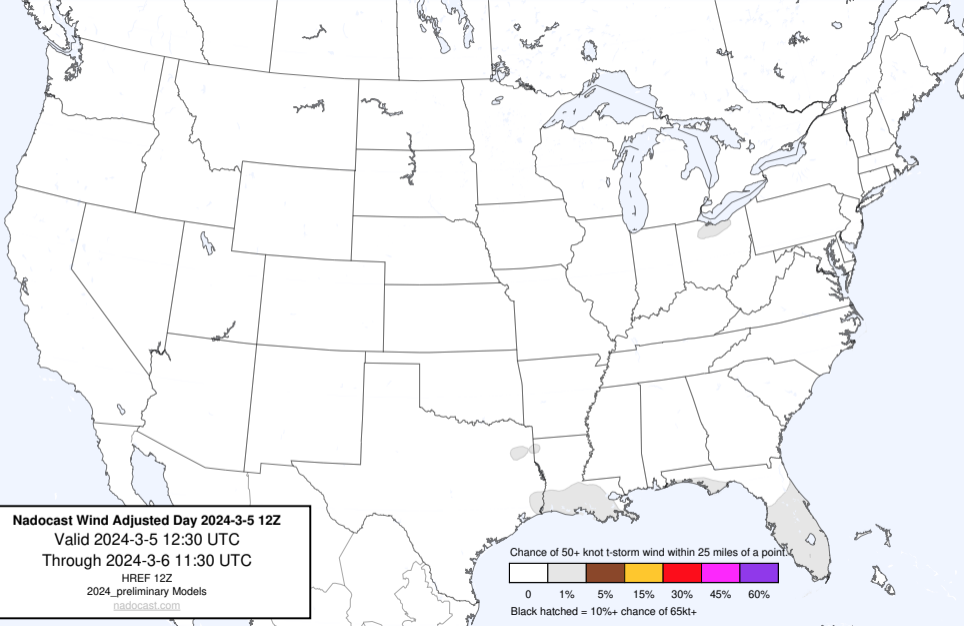 Nadocast Wind Adjusted Day 2024-3-5 12Z
Valid 2024-3-5 12:30 UTC
Through 2024-3-6 11:30 UTC
HREF 12Z
2024_preliminary Models
nadocast.com
Chance of 50+ knot t-storm wind within 25 miles of a point.
0 1% 5% 15% 30% 45% 60%
Black hatched = 10%+ chance of 65kt+